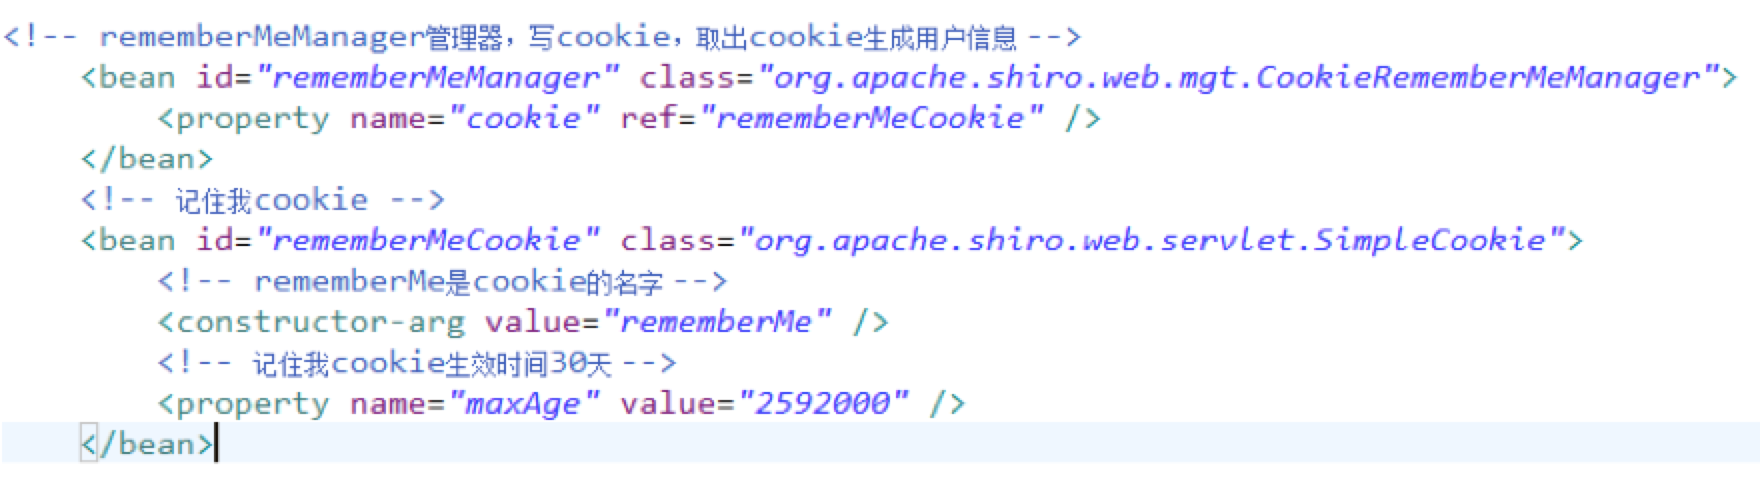 <!-- rememberMeManager管理器，写cookie，取出cookie生成用户信息 -->
<bean id="rememberMeManager" class="org.apache.shiro.web.mgt.CookieRememberMeManager">
<property name="cookie" ref="rememberMeCookie" />
</bean>
<!-- 记住我cookie -->
<bean id="rememberMeCookie" class="org.apache.shiro.web.servlet.SimpleCookie">
<!-- rememberMe是cookie的名字 -->
<constructor-arg value="rememberMe" />
<!-- 记住我cookie生效时间30天 -->
<property name="maxAge" value="2592000" />
</bean>